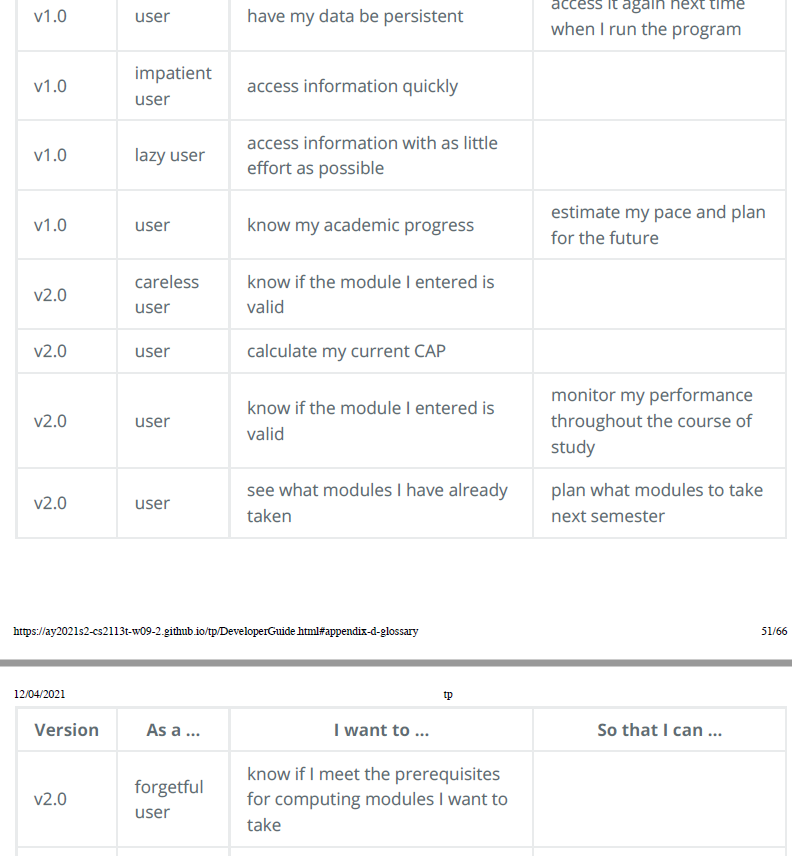 access it again next time
v1.0 user have my data be persistent
when I run the program
impatient
v1.0 access information quickly
user
access information with as little
v1.0 lazy user
effort as possible
estimate my pace and plan
v1.0 user know my academic progress
for the future
careless know if the module I entered is
v2.0
user valid
v2.0 user calculate my current CAP
monitor my performance
know if the module I entered is
v2.0 user throughout the course of
valid
study
see what modules I have already plan what modules to take
v2.0 user
taken next semester
https://ay2021s2-cs2113t-w09-2.github.io/tp/DeveloperGuide.html#appendix-d-glossary 51/66
12/04/2021 tp
Version As a ... I want to ... So that I can ...
know if I meet the prerequisites
forgetful
v2.0 for computing modules I want to
user
take